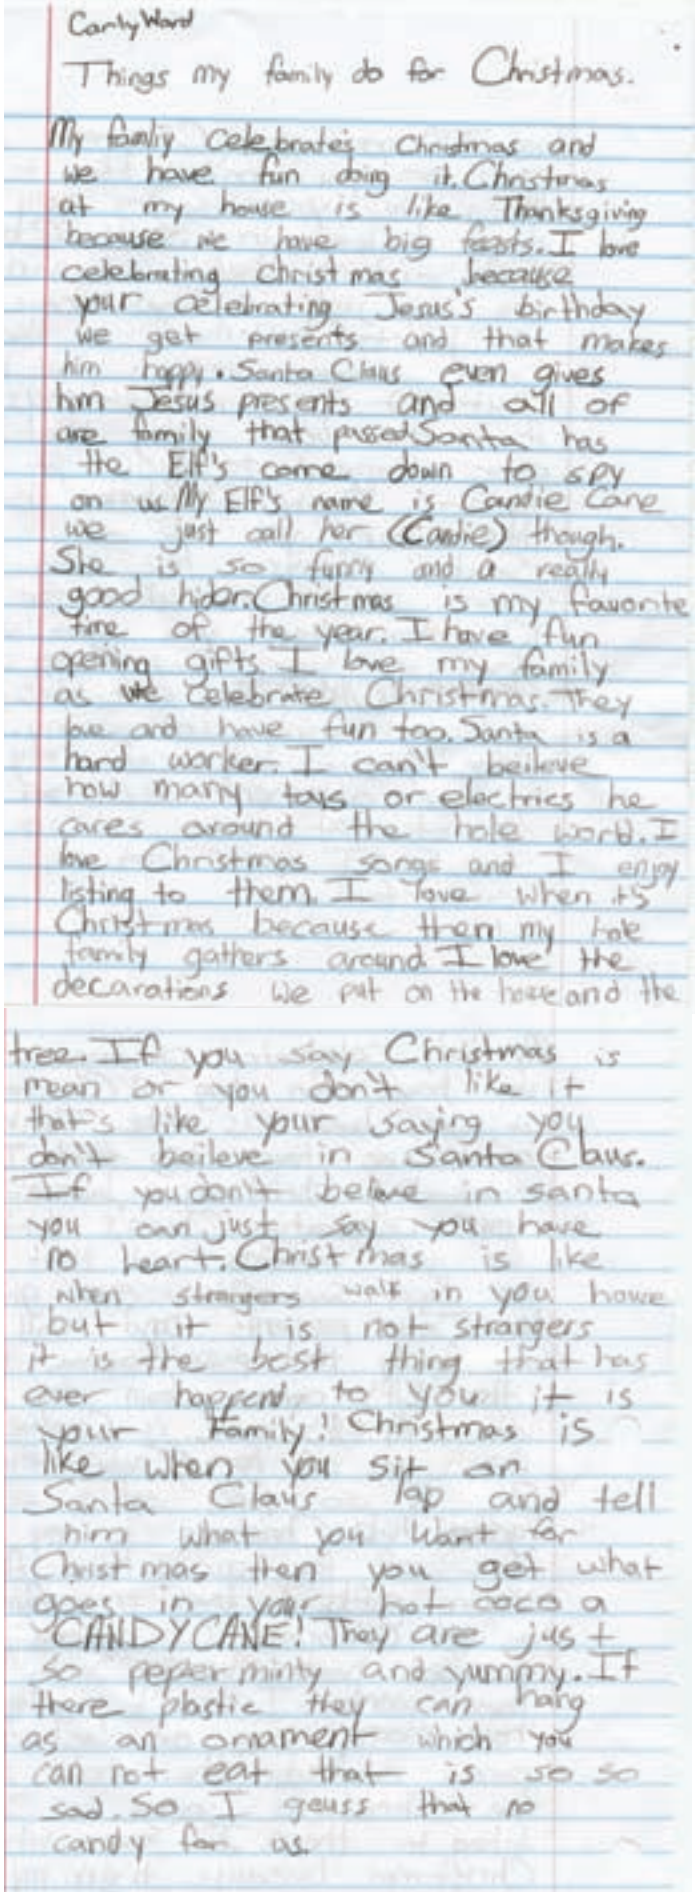 Carly Ward
Things my family do for Christmas.
My famliy celebrate's Christmas and
we have fun doing it. Christmas
at my house is like Thanksgiving
because we have big feasts. I love
celebrating christmas because
your celebrating Jesus's birthday
we get presents and that makes
him happy. Santa Claus even gives
him Jesus presents and all of
are family that passed Santa has
the Elf's come down to spy
on us My Elf's name is Candie Cane
we just call her (Candie) though.
She is so funny and a really
good hider. Christmas is my favorite
time of the year. I have fun
opening gifts I love my family
as we celebrate Christmas. They
love and have fun too. Santa is a
hard worker. I can't beileve
how many toys or electrics he
cares around the hole world. I
love Christmas songs and I enjoy
listing to them. I love when it's
Christmas because then my hole
family gathers around I love the
decarations we put on the house and the
tree. If you say Christmas is
mean or you don't like it
that's like your saying you
don't beileve in Santa Claus.
If you don't beleve in santa
you can just say you have
no heart. Christmas is like
when strangers walk in you house
but it is not strangers
it is the best thing that has
ever happend to you it is
your Family! Christmas is
like when you sit on
Santa Claus lap and tell
him what you want for
Christmas then you get what
goes in your hot coco a
CANDYCANE! They are just
so pepper minty and yummy. If
there plastic they can hang
as an ornament which you
can not eat that is so so
sad. So I geuss that no
candy for us